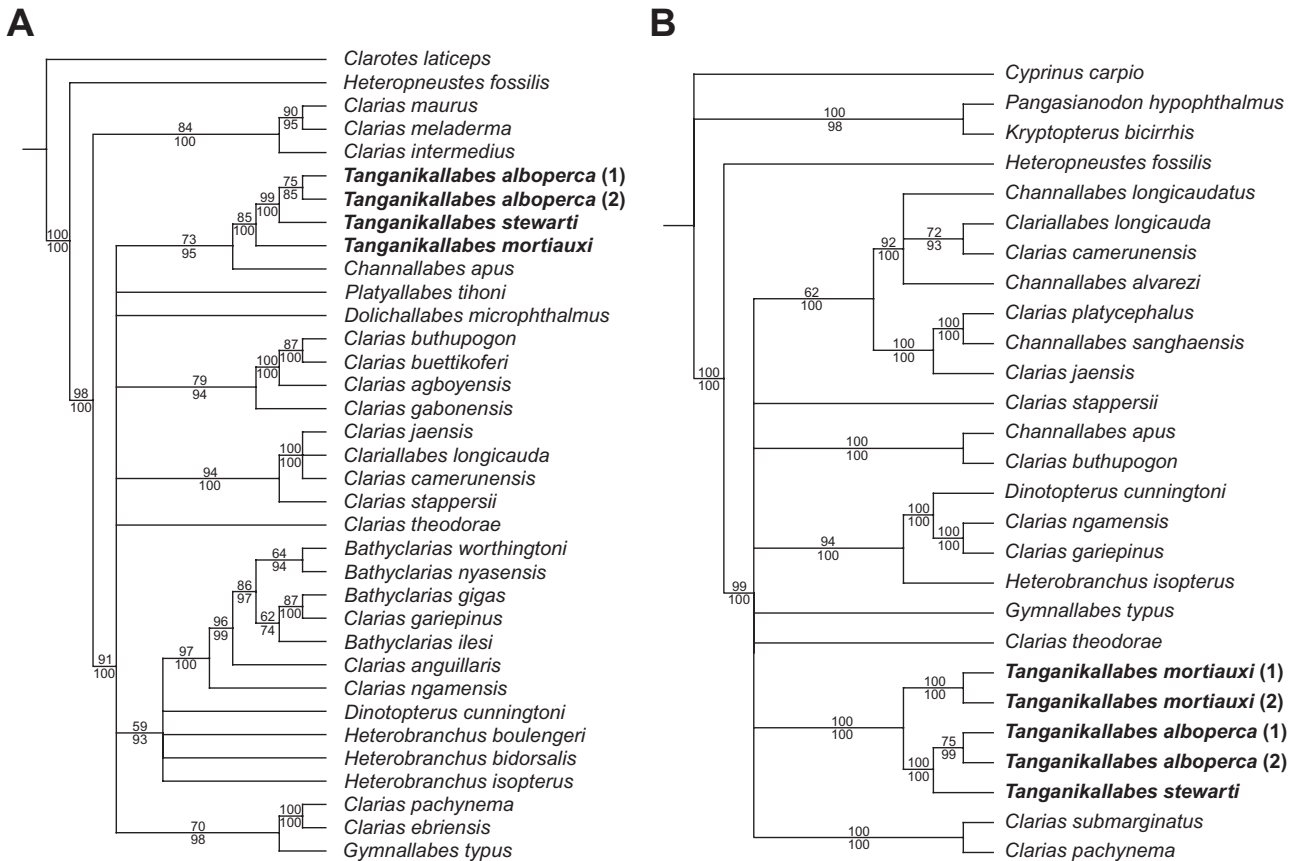 A
Clarotes laticeps
Heteropneustes fossilis
Clarias maurus
90
95
Clarias meladerma
84
100
Clarias intermedius
Tanganikallabes alboperca (1)
75
85
Tanganikallabes alboperca (2)
99
100
Tanganikallabes stewarti
85
100
Tanganikallabes mortiauxi
73
95
100
100
Channallabes apus
Platyallabes tihoni
Dolichallabes microphthalmus
Clarias buthupogon
87
100
Clarias buettikoferi
100
100
Clarias agboyensis
79
94
Clarias gabonensis
98
100
Clarias jaensis
100
100
Clariallabes longicauda
Clarias camerunensis
94
100
Clarias stappersii
Clarias theodorae
Bathyclarias worthingtoni
64
94
Bathyclarias nyasensis
86
97
Bathyclarias gigas
87
100
Clarias gariepinus
62
74
96
99
Bathyclarias ilesi
Clarias anguillaris
97
100
91
100
Clarias ngamensis
Dinotopterus cunningtoni
59
93
Heterobranchus boulengeri
Heterobranchus bidorsalis
Heterobranchus isopterus
Clarias pachynema
100
100
Clarias ebriensis
70
98
Gymnallabes typus
B
Cyprinus carpio
Pangasianodon hypophthalmus
100
98
Kryptopterus bicirrhis
Heteropneustes fossilis
Channallabes longicaudatus
Clariallabes longicauda
72
93
92
100
Clarias camerunensis
Channallabes alvarezi
62
100
Clarias platycephalus
100
100
Channallabes sanghaensis
100
100
Clarias jaensis
100
100
Clarias stappersii
Channallabes apus
100
100
Clarias buthupogon
Dinotopterus cunningtoni
100
100
Clarias ngamensis
100
100
Clarias gariepinus
94
100
Heterobranchus isopterus
99
100
Gymnallabes typus
Clarias theodorae
Tanganikallabes mortiauxi (1)
100
100
Tanganikallabes mortiauxi (2)
100
100
Tanganikallabes alboperca (1)
75
99
Tanganikallabes alboperca (2)
100
100
Tanganikallabes stewarti
Clarias submarginatus
100
100
Clarias pachynema